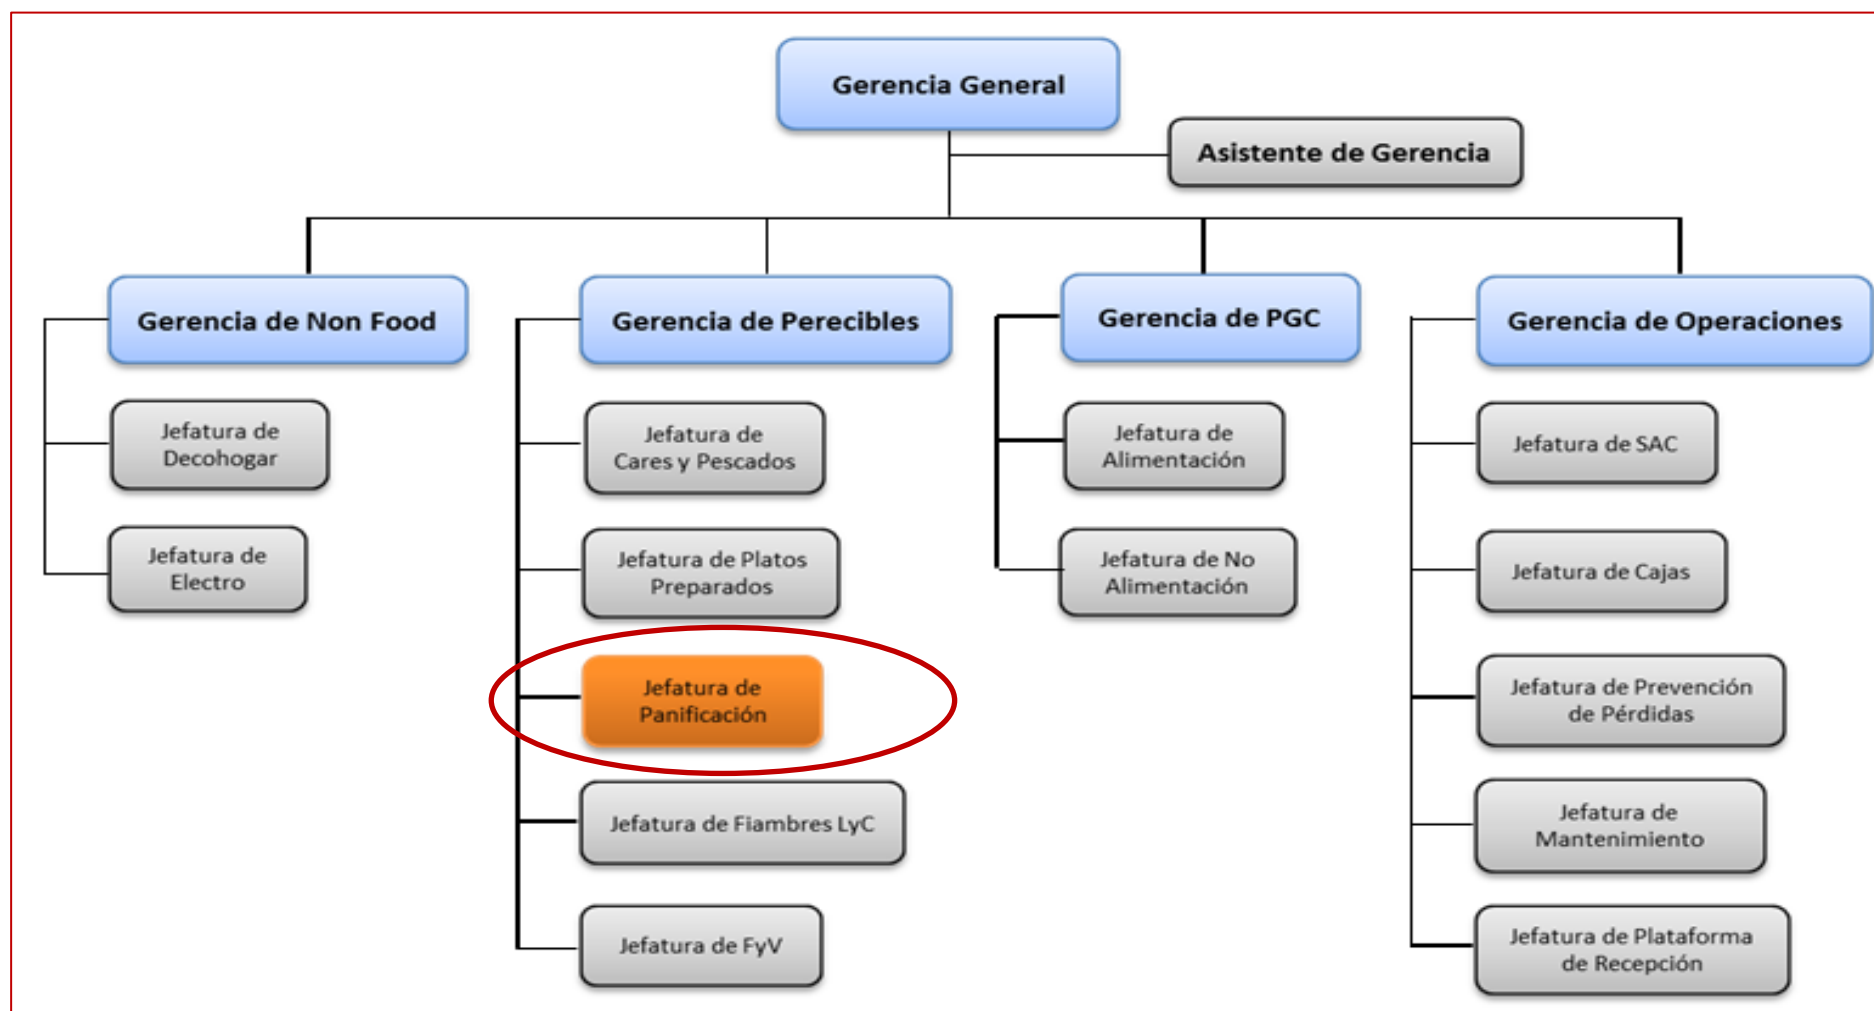 Gerencia General
Asistente de Gerencia
Gerencia de Non Food
Jefatura de
Decohogar
Jefatura de
Electro
Gerencia de Perecibles
Jefatura de
Cares y Pescados
Jefatura de Platos
Preparados
Jefatura de
Panificación
Jefatura de Fiambres LyC
Jefatura de FyV
Gerencia de PGC
Jefatura de
Alimentación
Jefatura de No
Alimentación
Gerencia de Operaciones
Jefatura de SAC
Jefatura de Cajas
Jefatura de Prevención
de Pérdidas
Jefatura de
Mantenimiento
Jefatura de Plataforma
de Recepción